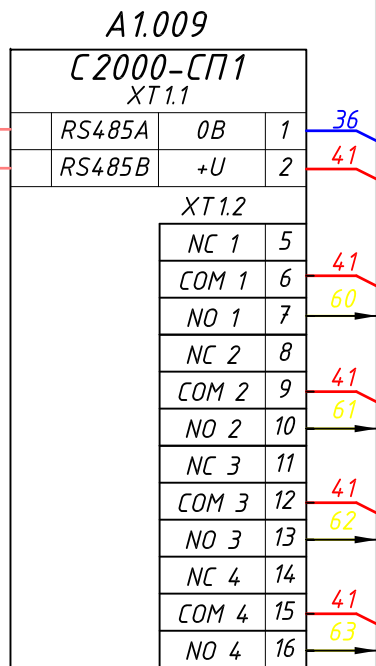 А1.009
С2000-СП1
XT1.1
RS485A 0В 1 36
RS485B +U 2 41
XT1.2
NC 1 5
COM 1 6 41
NO 1 7 60
NC 2 8
COM 2 9 41
NO 2 10 61
NC 3 11
COM 3 12 41
NO 3 13 62
NC 4 14
COM 4 15 41
NO 4 16 63